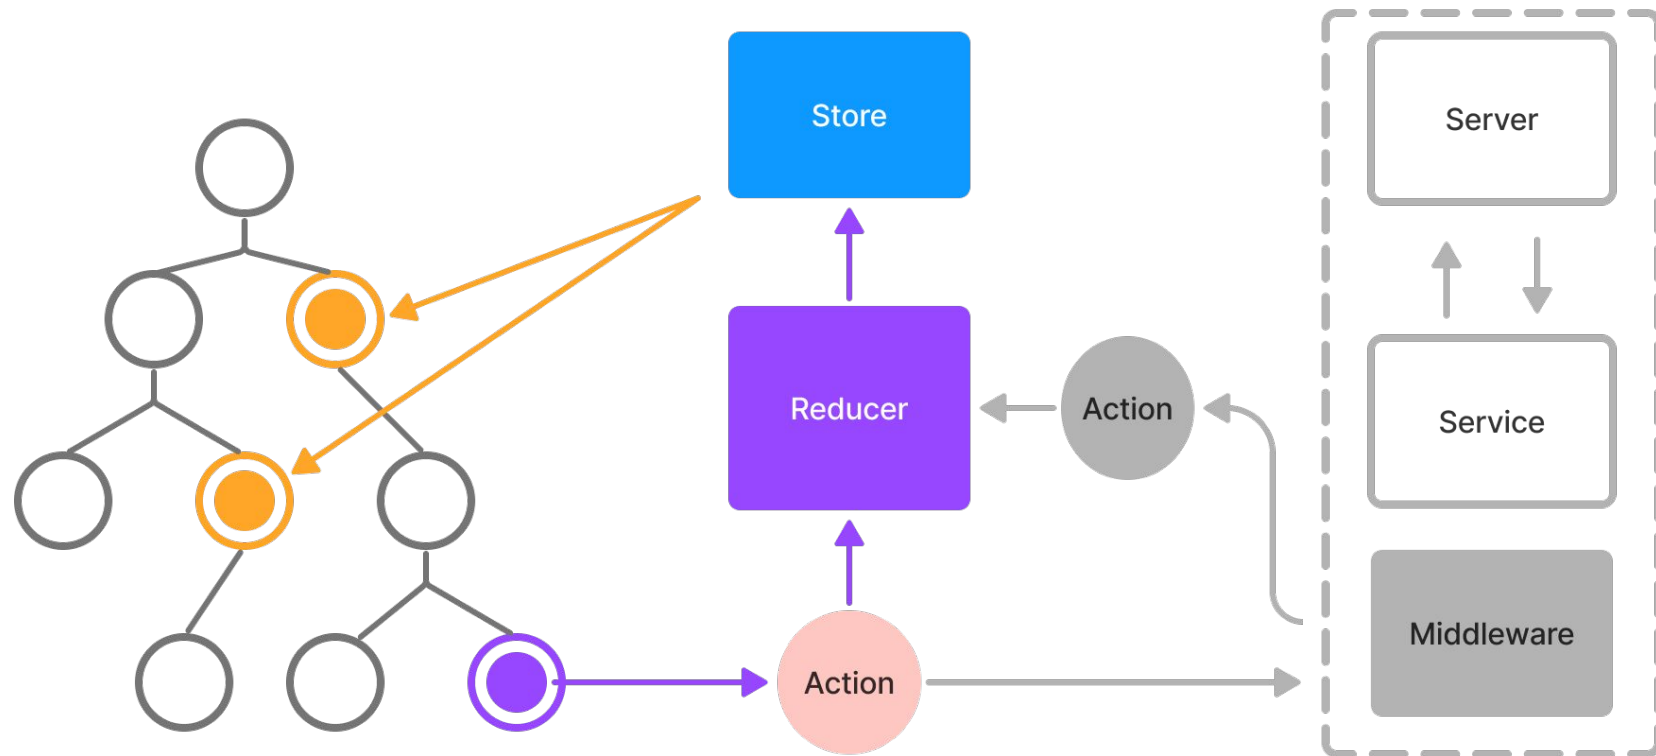 Store
Server
Reducer
Action
Service
Middleware
Action